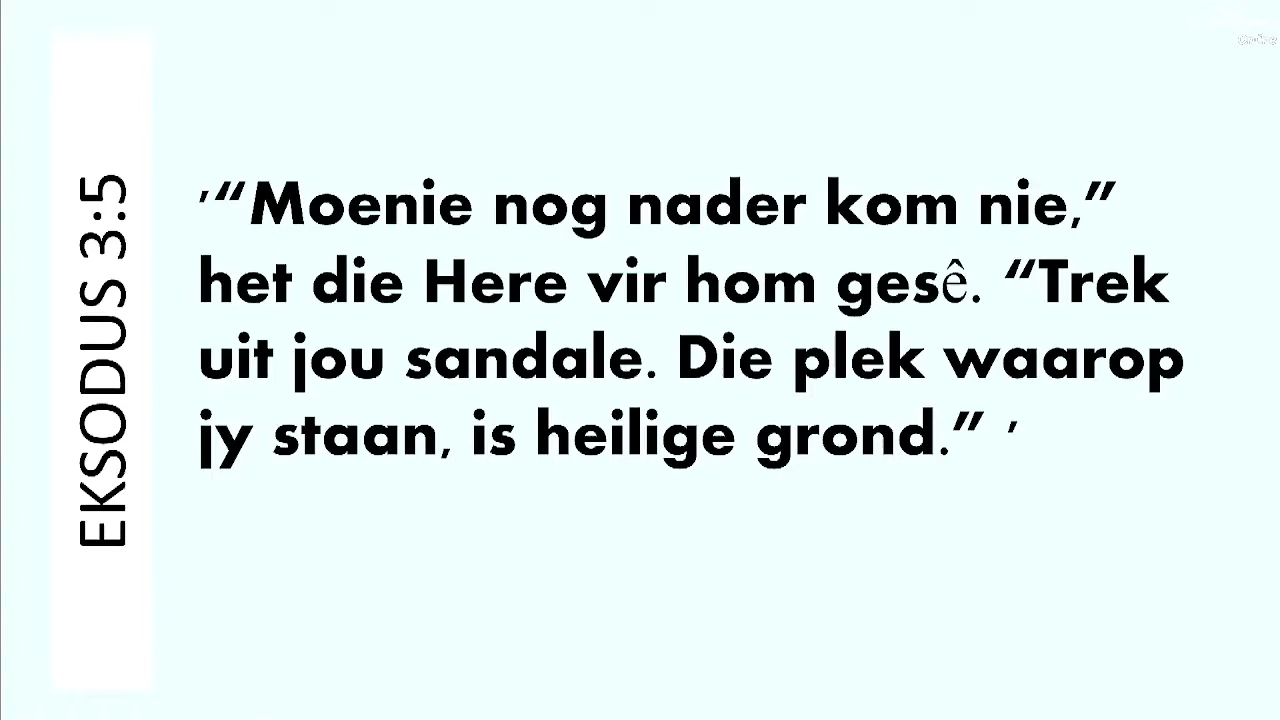 EKSODUS 3:5
’“Moenie nog nader kom nie,”
het die Here vir hom gesê. “Trek
uit jou sandale. Die plek waarop
jy staan, is heilige grond.” ’